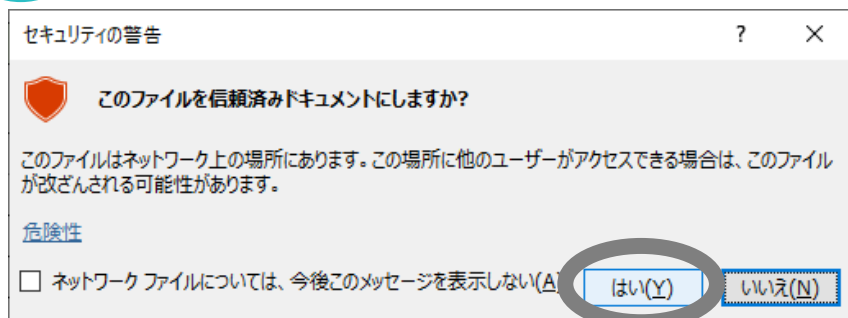 セキュリティの警告 ?
このファイルを信頼済みドキュメントにしますか?
このファイルはネットワーク上の場所にあります。この場所に他のユーザーがアクセスできる場合は、このファイル
が改ざんされる可能性があります。
危険性
ネットワーク ファイルについては、今後このメッセージを表示しない(A) はい(Y) いいえ(N)